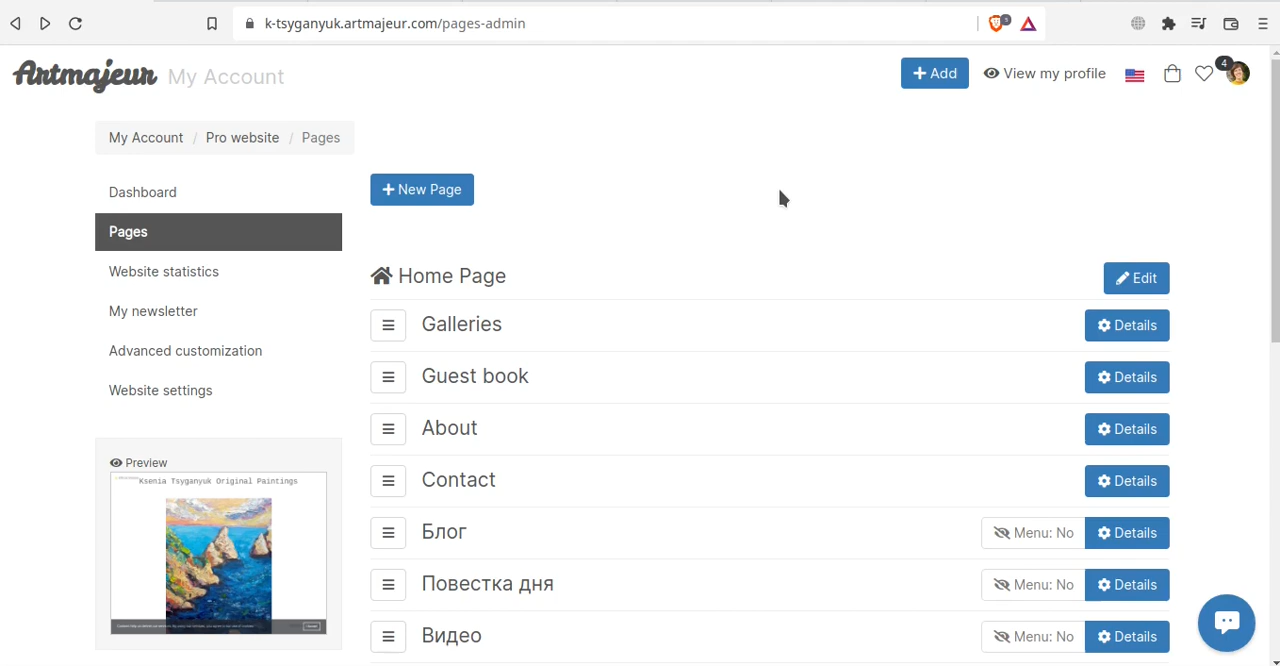 k-tsyganyuk.artmajeur.com/pages-admin
Artmajeur My Account
Add
View my profile
4
My Account / Pro website / Pages
Dashboard
Pages
Website statistics
My newsletter
Advanced customization
Website settings
Preview
Ksenia Tsyganyuk Original Paintings
New Page
Home Page
Edit
Galleries
Details
Guest book
Details
About
Details
Contact
Details
Блог
Menu: No
Details
Повестка дня
Menu: No
Details
Видео
Menu: No
Details